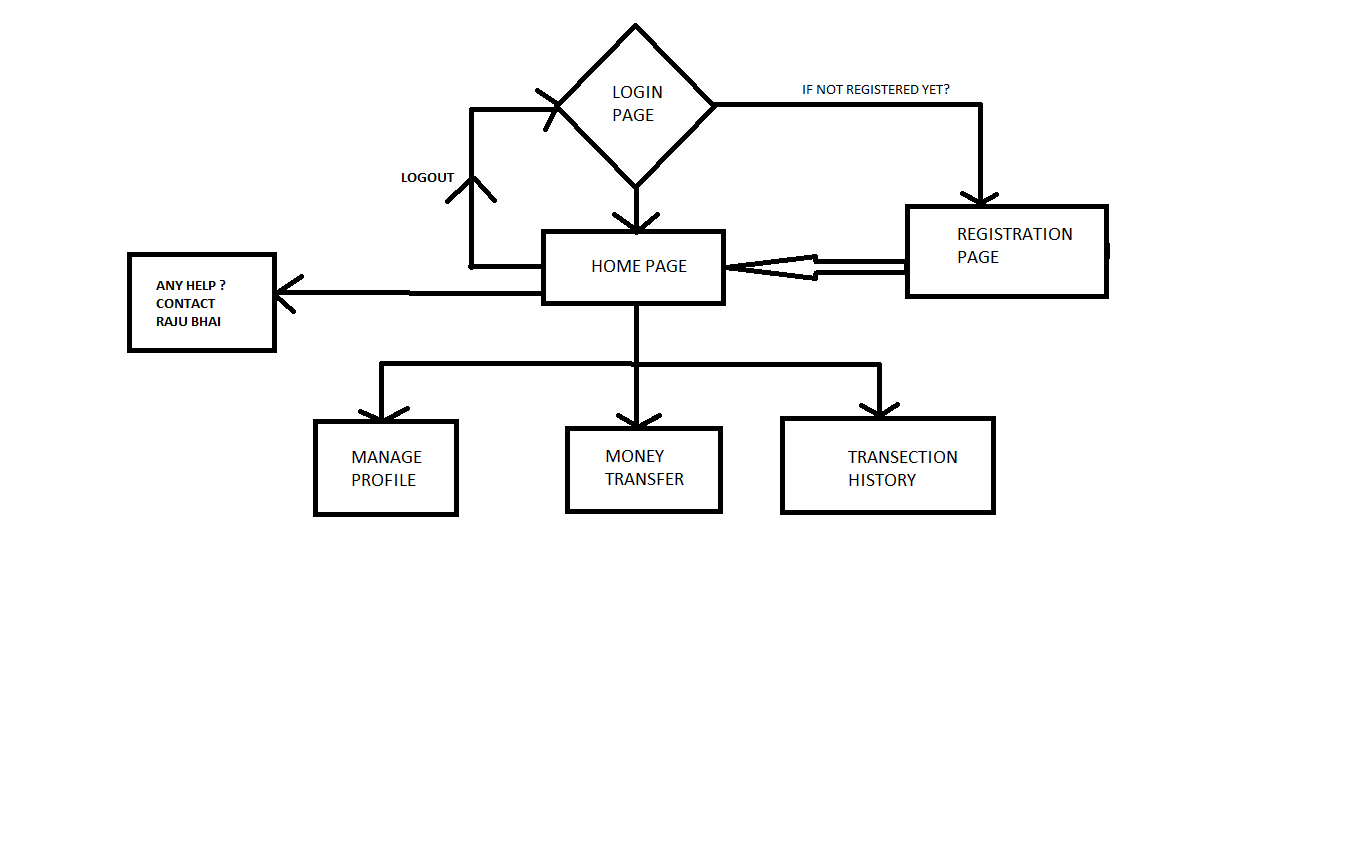 LOGIN
PAGE
IF NOT REGISTERED YET?
LOGOUT
REGISTRATION
PAGE
HOME PAGE
ANY HELP ?
CONTACT
RAJU BHAI
MANAGE
PROFILE
MONEY
TRANSFER
TRANSECTION
HISTORY